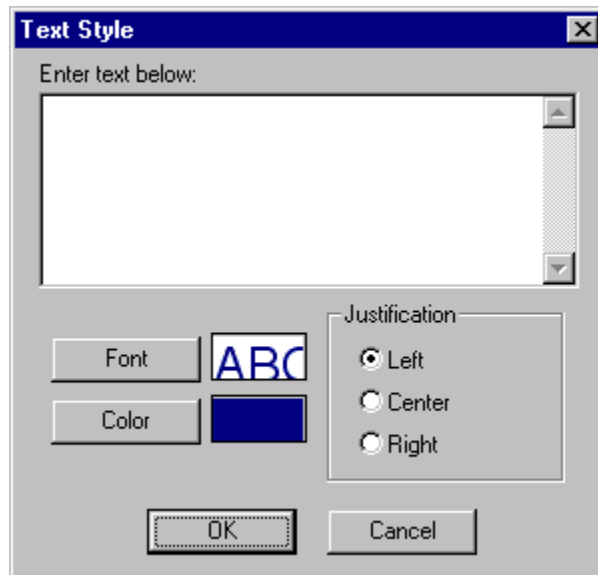 Text Style
Enter text below:
Font
ABC
Color
Justification
Left
Center
Right
OK
Cancel